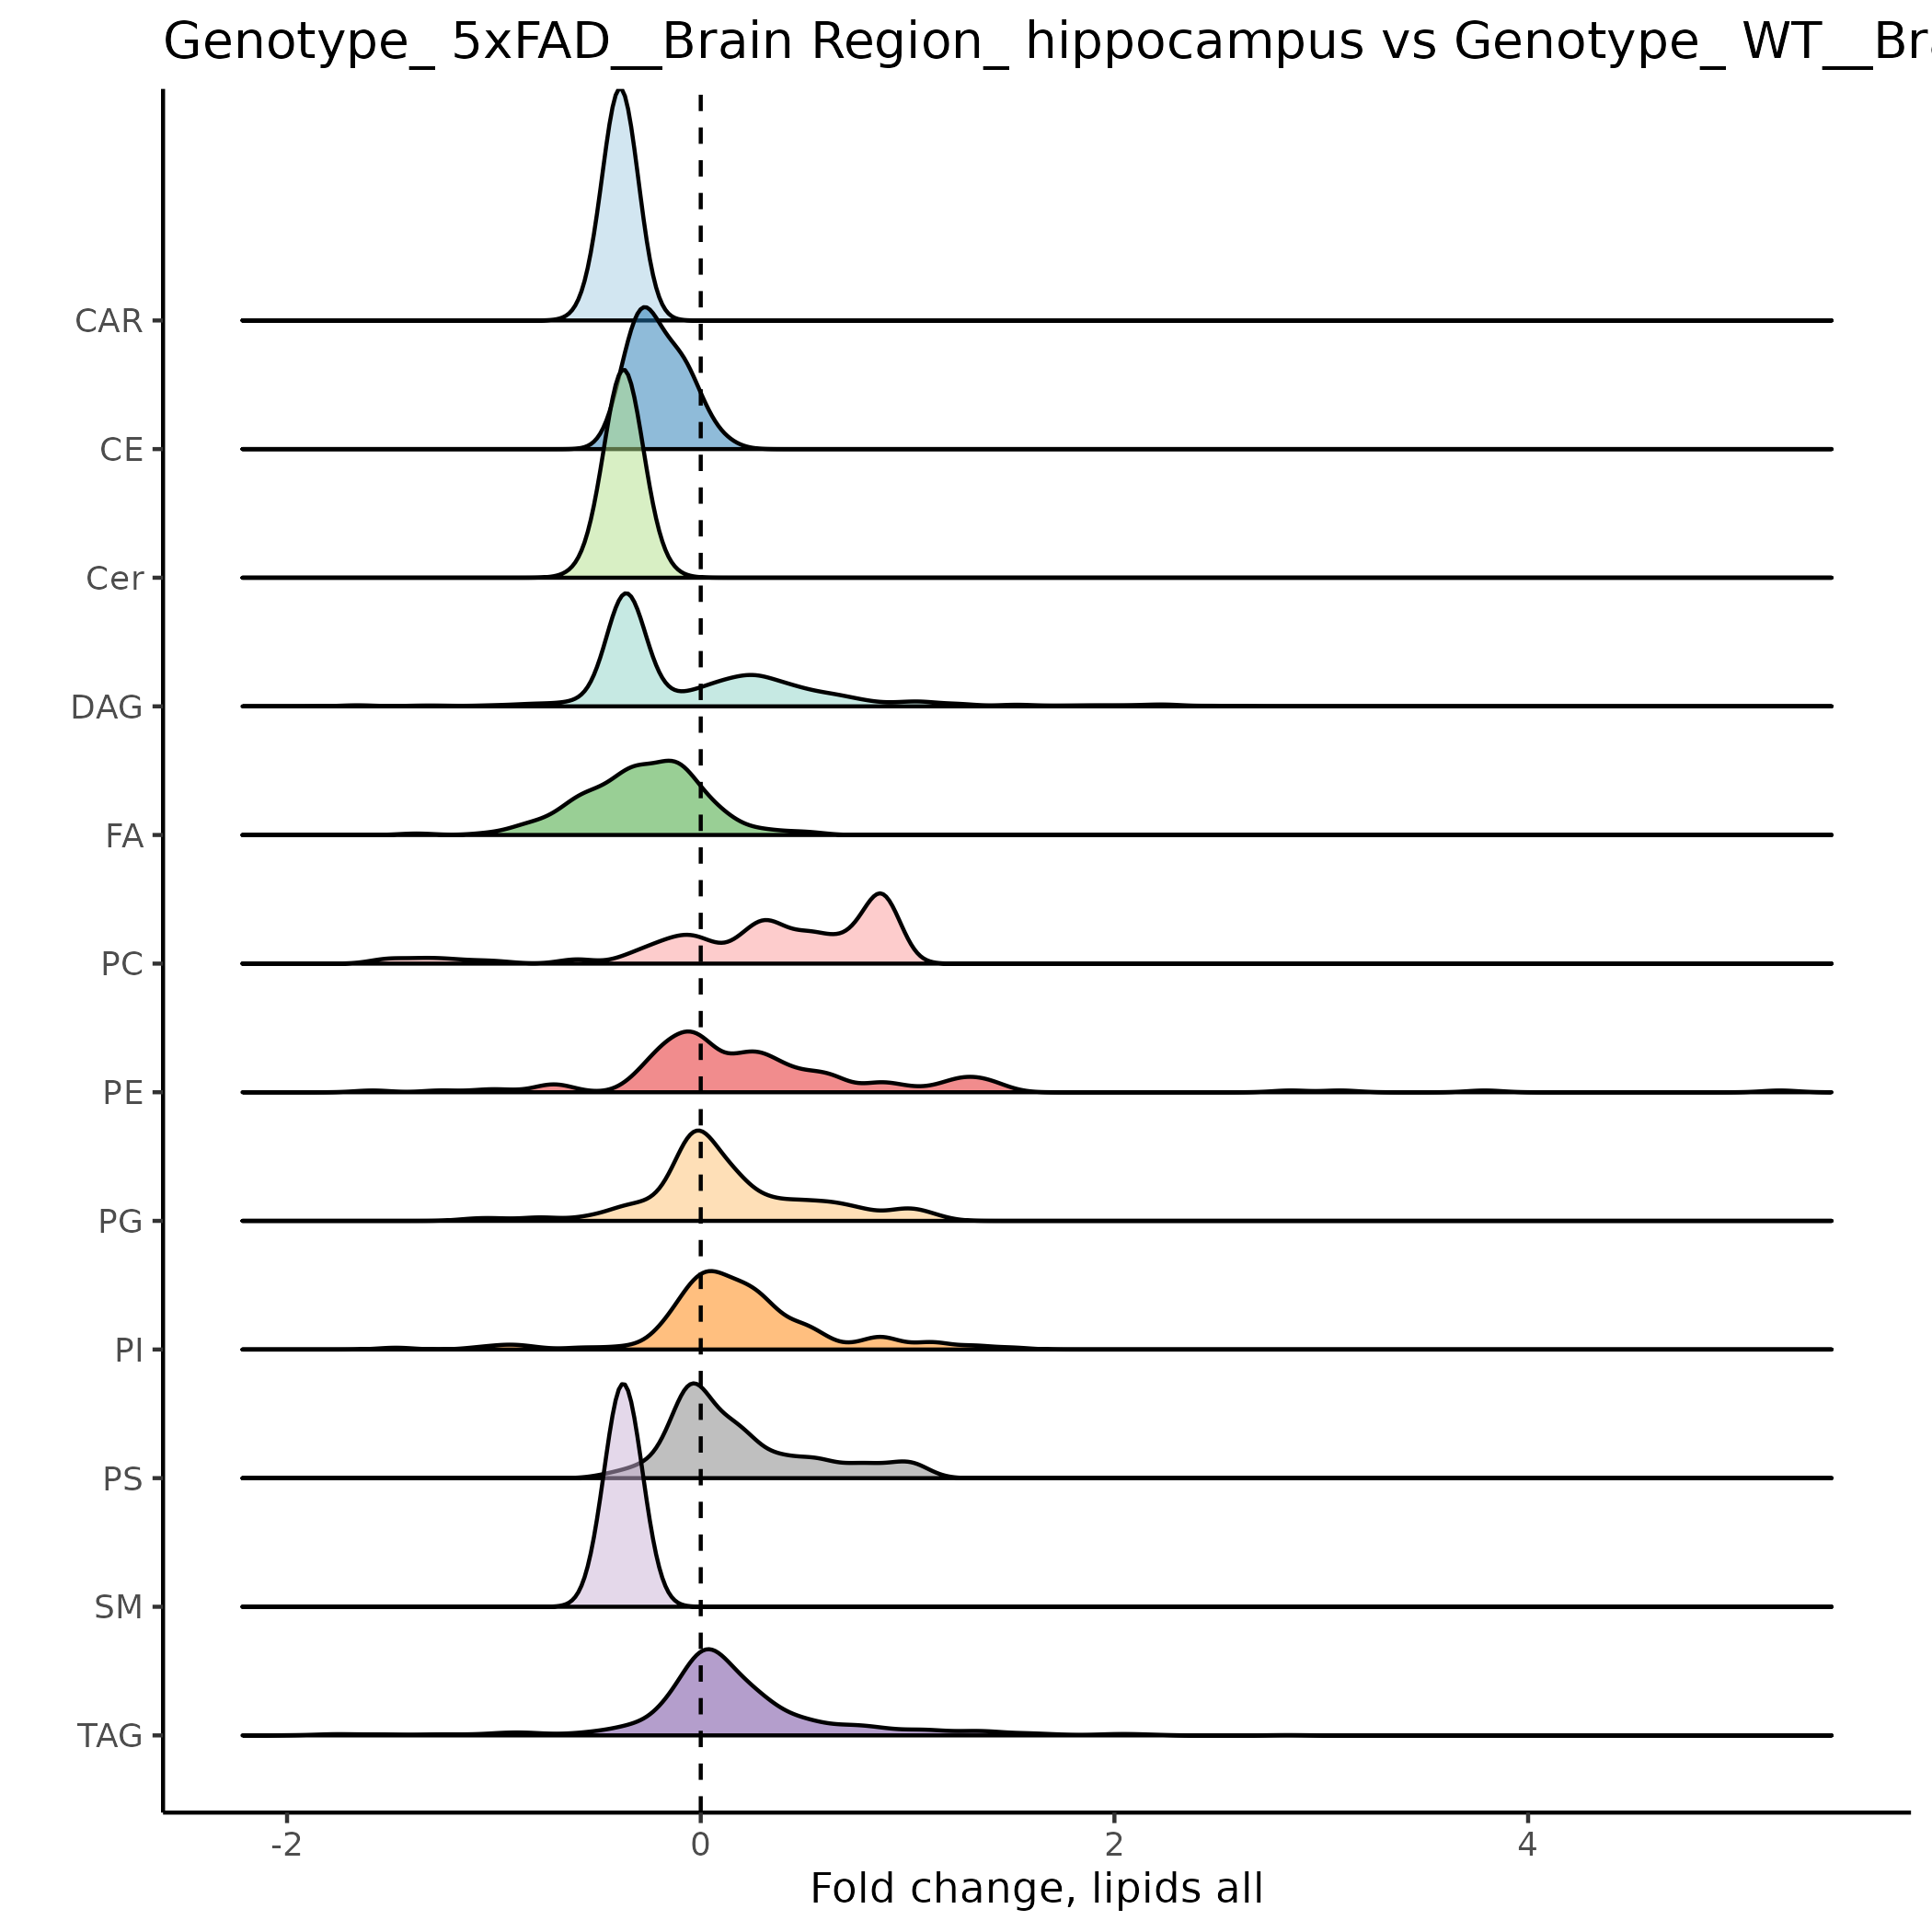 Genotype_ 5xFAD__Brain Region_ hippocampus vs Genotype_ WT__Br
CAR
CE
Cer
DAG
FA
PC
PE
PG
PI
PS
SM
TAG
-2 0 2 4
Fold change, lipids all